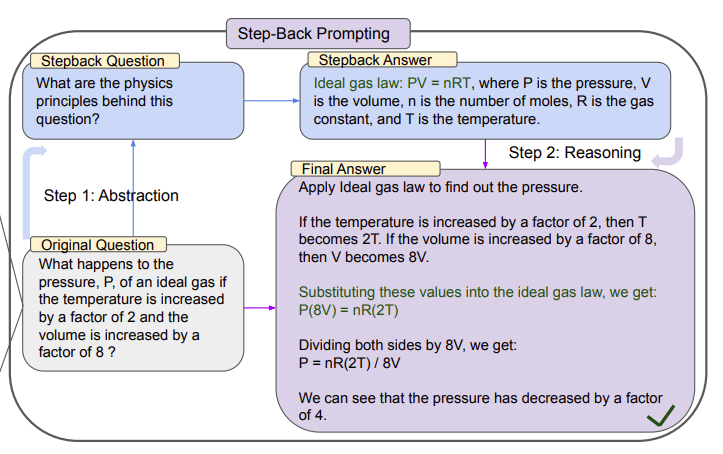 Step-Back Prompting
Stepback Question
What are the physics
principles behind this
question?
Stepback Answer
Ideal gas law: PV = nRT, where P is the pressure, V
is the volume, n is the number of moles, R is the gas
constant, and T is the temperature.
Step 1: Abstraction
Step 2: Reasoning
Original Question
What happens to the
pressure, P, of an ideal gas if
the temperature is increased
by a factor of 2 and the
volume is increased by a
factor of 8 ?
Final Answer
Apply Ideal gas law to find out the pressure.
If the temperature is increased by a factor of 2, then T
becomes 2T. If the volume is increased by a factor of 8,
then V becomes 8V.
Substituting these values into the ideal gas law, we get:
P(8V) = nR(2T)
Dividing both sides by 8V, we get:
P = nR(2T) / 8V
We can see that the pressure has decreased by a factor
of 4.